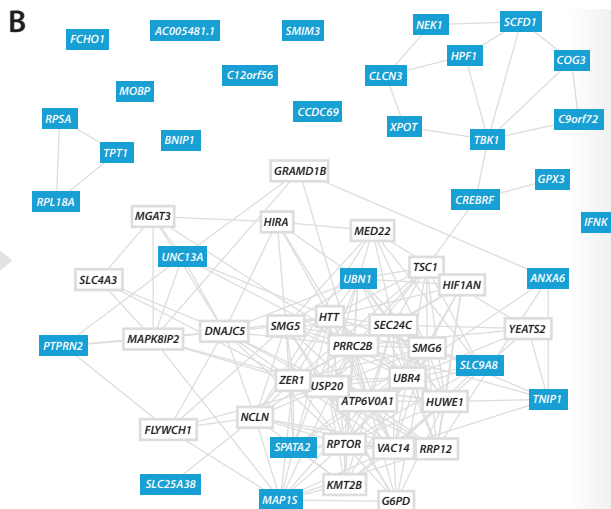 B
FCHO1
AC005481.1
SMIM3
NEK1
SCFD1
HPF1
COG3
C12orf56
CLCN3
MOBP
CCDC69
C9orf72
RPSA
XPOT
BNIP1
TBK1
TPT1
GRAMD1B
GPX3
RPL18A
CREBRF
MGAT3
HIRA
IFNK
MED22
UNC13A
TSC1
SLC4A3
UBN1
ANXA6
HIF1AN
HTT
SMG5
SEC24C
YEATS2
DNAJC5
MAPK8IP2
PTPRN2
PRRC2B
SMG6
SLC9A8
ZER1
UBR4
USP20
ATP6V0A1
HUWE1
TNIP1
NCLN
FLYWCH1
SPATA2
RPTOR
VAC14
RRP12
SLC25A38
KMT2B
MAP1S
G6PD